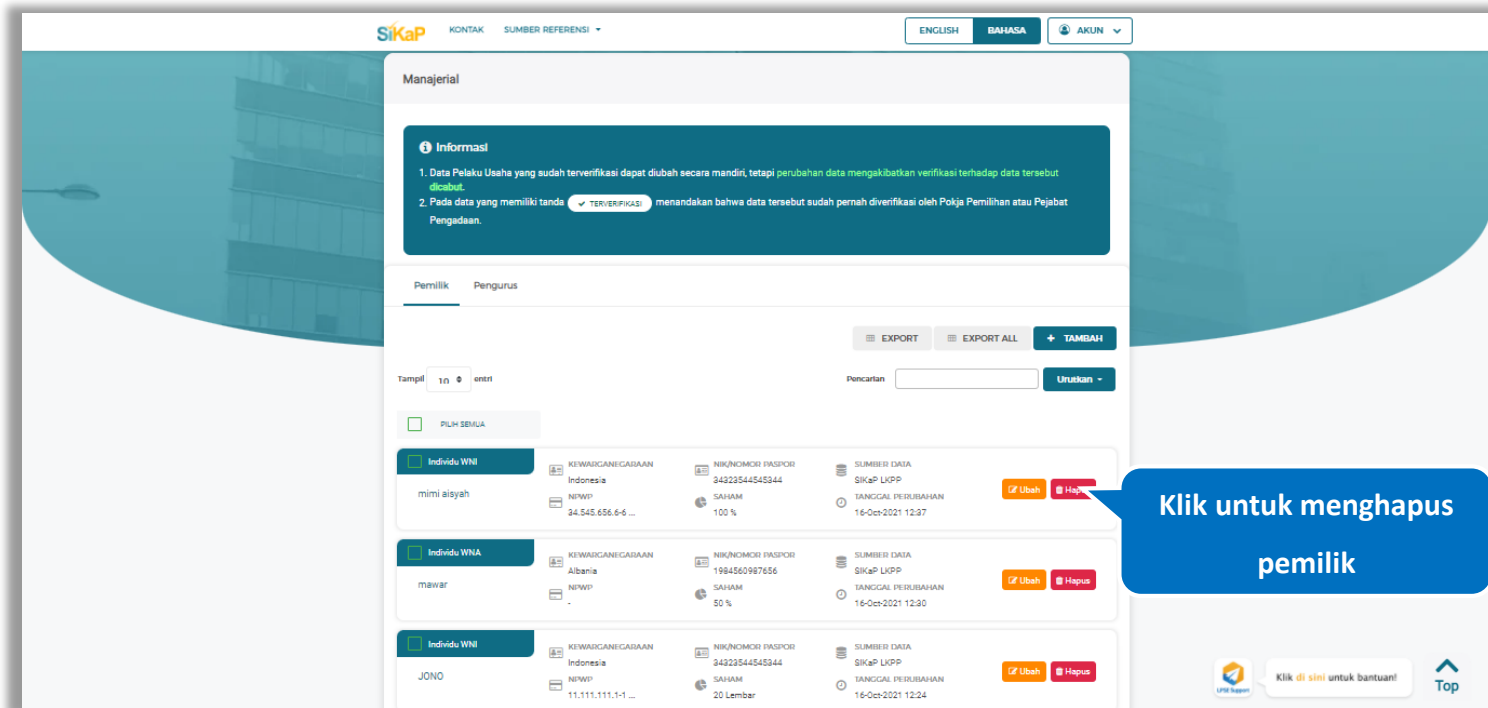 SiKaP KONTAK SUMBER REFERENSI ENGLISH BAHASA AKUN
Manajerial
Informasi
1. Data Pelaku Usaha yang sudah terverifikasi dapat diubah secara mandiri, tetapi perubahan data mengakibatkan verifikasi terhadap data tersebut
dicabut.
2. Pada data yang memiliki tanda TERVERIFIKASI menandakan bahwa data tersebut sudah pernah diverifikasi oleh Pokja Pemilihan atau Pejabat
Pengadaan.
Pemilik Pengurus
EXPORT EXPORT ALL + TAMBAH
Tampil 10 entri Pencarian Urutkan
PILIH SEMUA
Individu WNI
mimi aisyah
KEWARGANEGARAAN
Indonesia
NPWP
34.545.656.6-6 ...
NIK/NOMOR PASPOR
34323544545344
SAHAM
100 %
SUMBER DATA
SIKaP LKPP
TANGGAL PERUBAHAN
16-Oct-2021 12:37
Ubah Hapus
Klik untuk menghapus
pemilik
Individu WNA
mawar
KEWARGANEGARAAN
Albania
NPWP
-
NIK/NOMOR PASPOR
1984560987656
SAHAM
50 %
SUMBER DATA
SIKaP LKPP
TANGGAL PERUBAHAN
16-Oct-2021 12:30
Ubah Hapus
Individu WNI
JONO
KEWARGANEGARAAN
Indonesia
NPWP
11.111.111.1-1 ...
NIK/NOMOR PASPOR
34323544545344
SAHAM
20 Lembar
SUMBER DATA
SIKaP LKPP
TANGGAL PERUBAHAN
16-Oct-2021 12:24
Ubah Hapus
LPSE Support
Klik di sini untuk bantuan!
Top